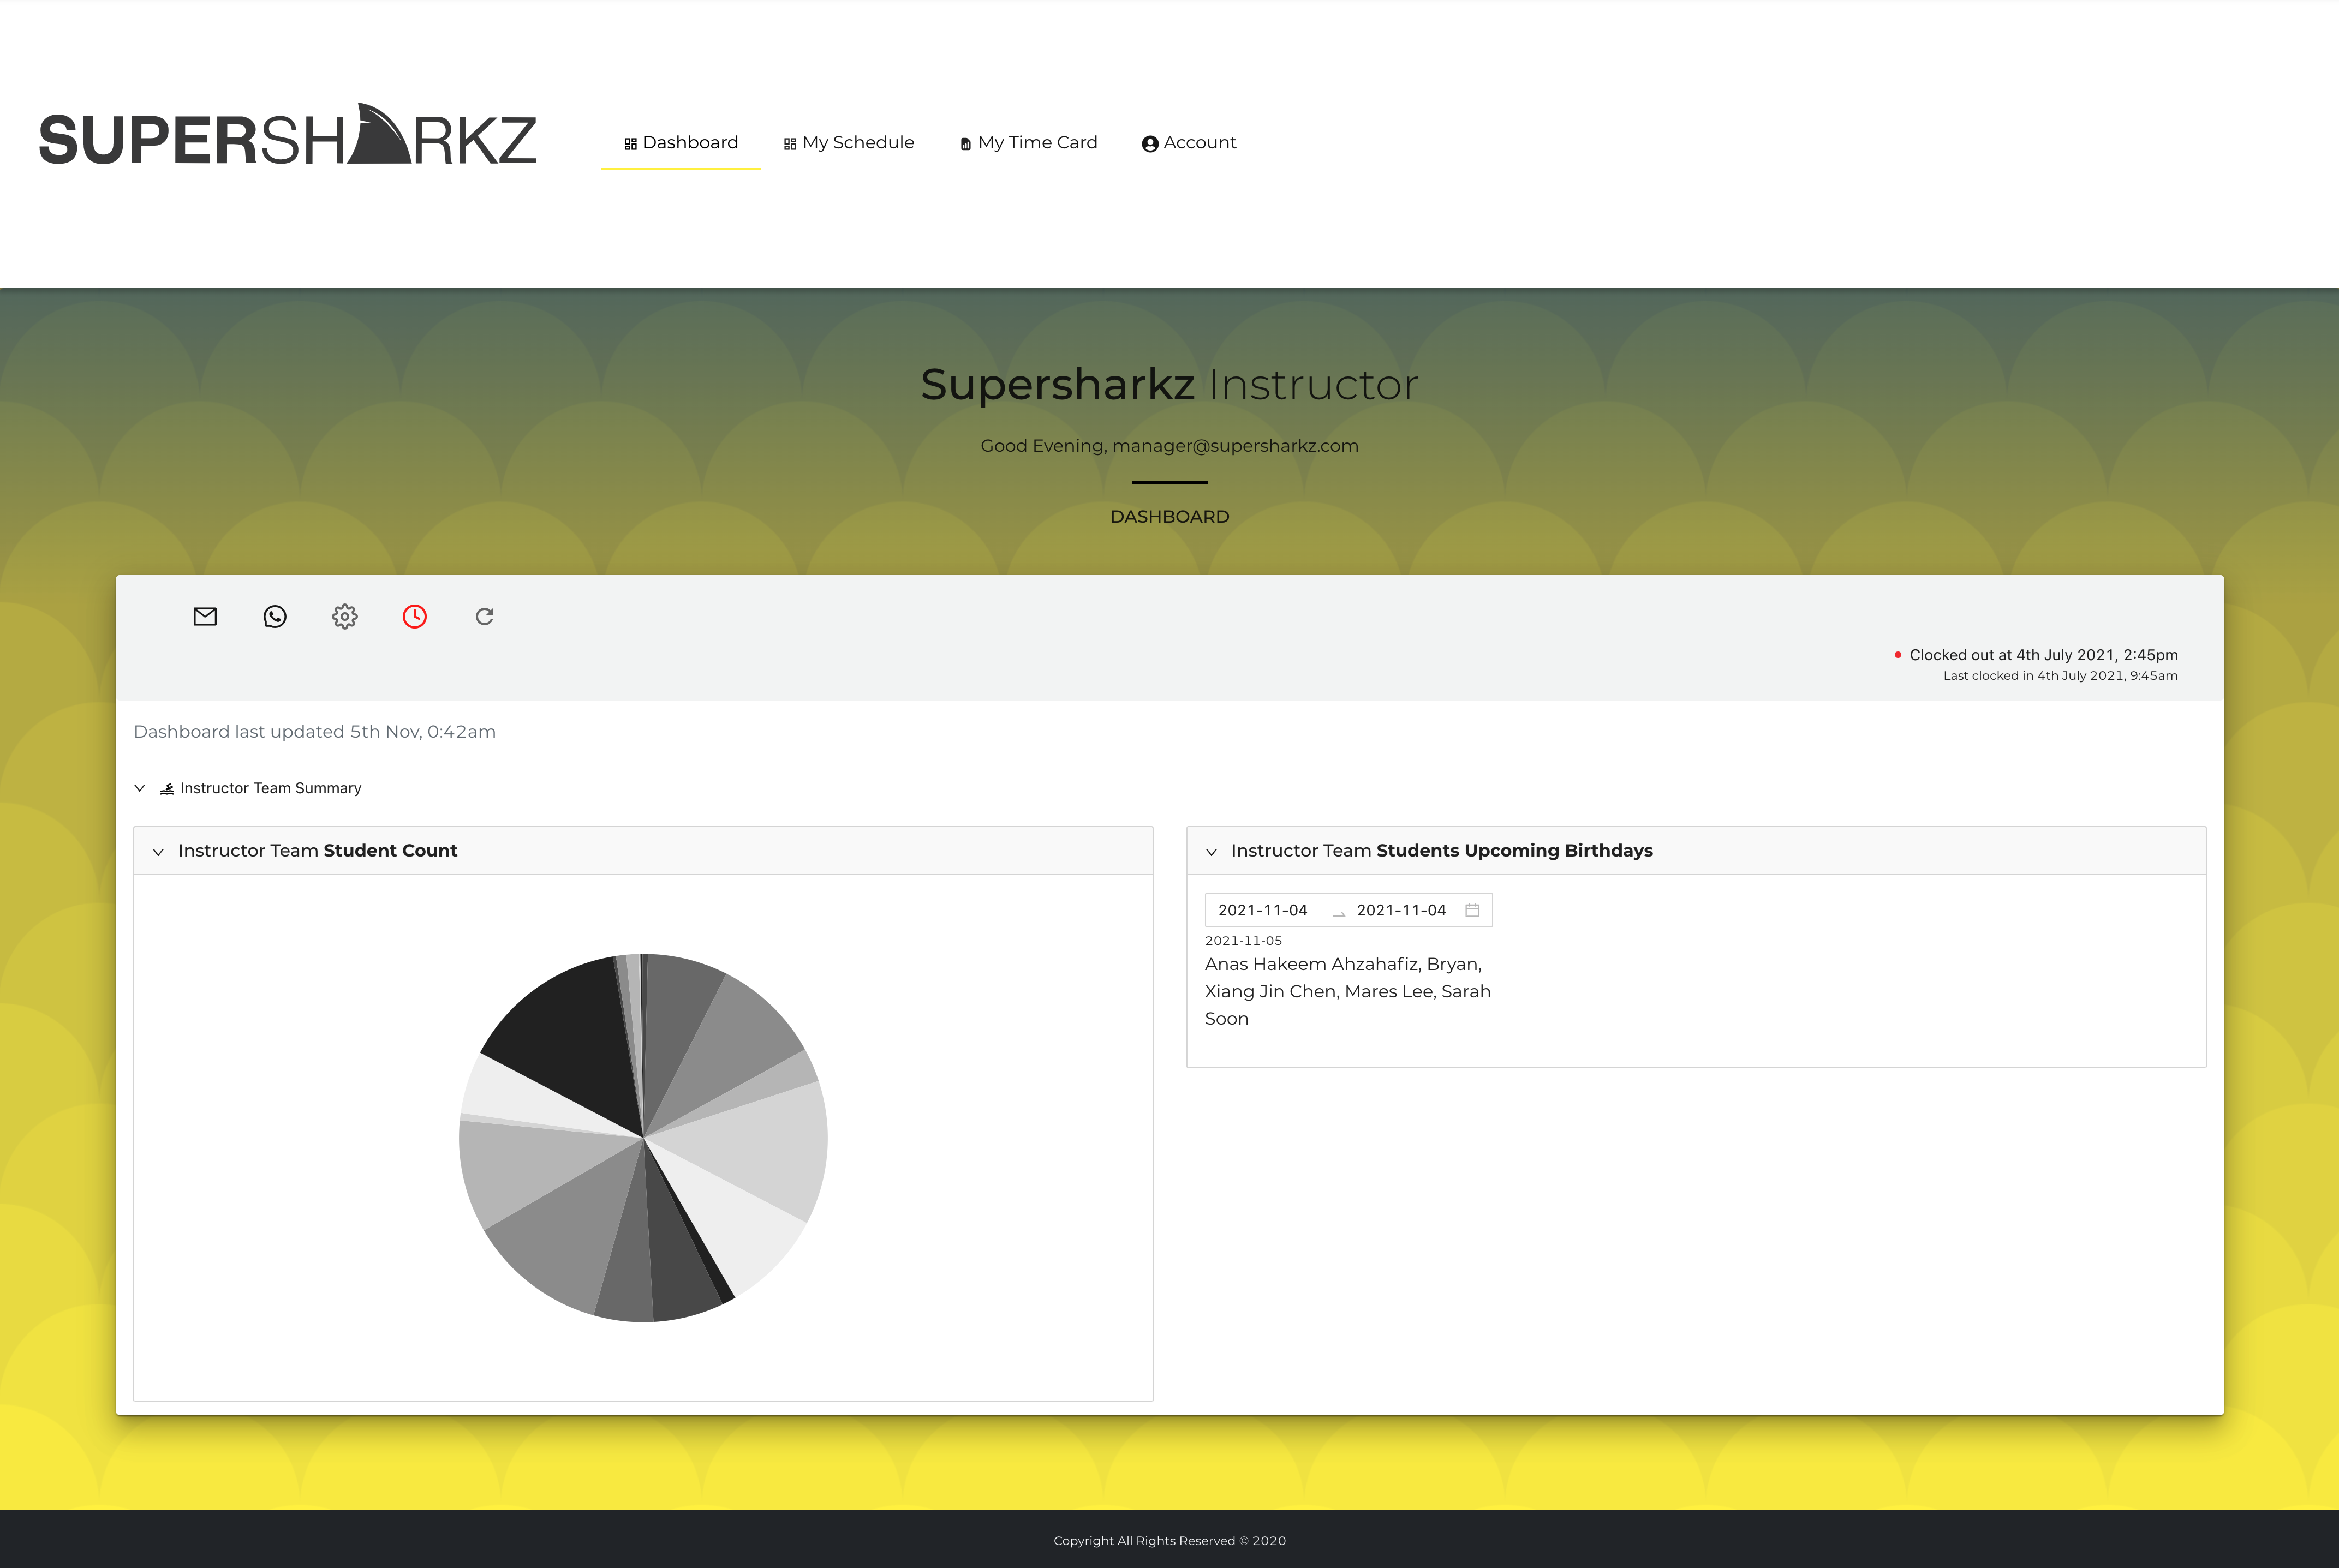 SUPERSHARKZ
Dashboard
My Schedule
My Time Card
Account
Supersharkz Instructor
Good Evening, manager@supersharkz.com
DASHBOARD
Clocked out at 4th July 2021, 2:45pm
Last clocked in 4th July 2021, 9:45am
Dashboard last updated 5th Nov, 0:42am
Instructor Team Summary
Instructor Team Student Count
Instructor Team Students Upcoming Birthdays
2021-11-04 2021-11-04
2021-11-05
Anas Hakeem Ahzahafiz, Bryan,
Xiang Jin Chen, Mares Lee, Sarah
Soon
Copyright All Rights Reserved © 2020